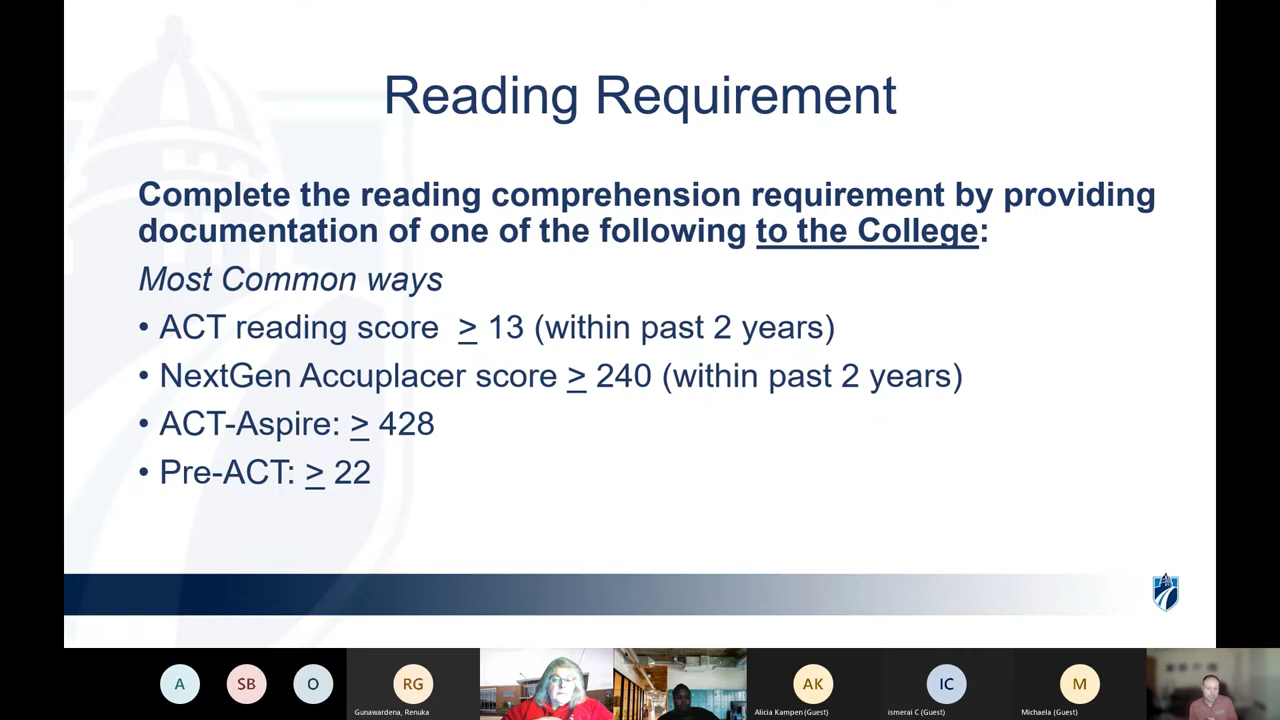 Reading Requirement
Complete the reading comprehension requirement by providing
documentation of one of the following to the College:
Most Common ways
• ACT reading score ≥ 13 (within past 2 years)
• NextGen Accuplacer score ≥ 240 (within past 2 years)
• ACT-Aspire: ≥ 428
• Pre-ACT: ≥ 22
A SB O RG AK IC M
Gunawardena, Renuka Alicia Kampen (Guest) ismerai C (Guest) Michaela (Guest)